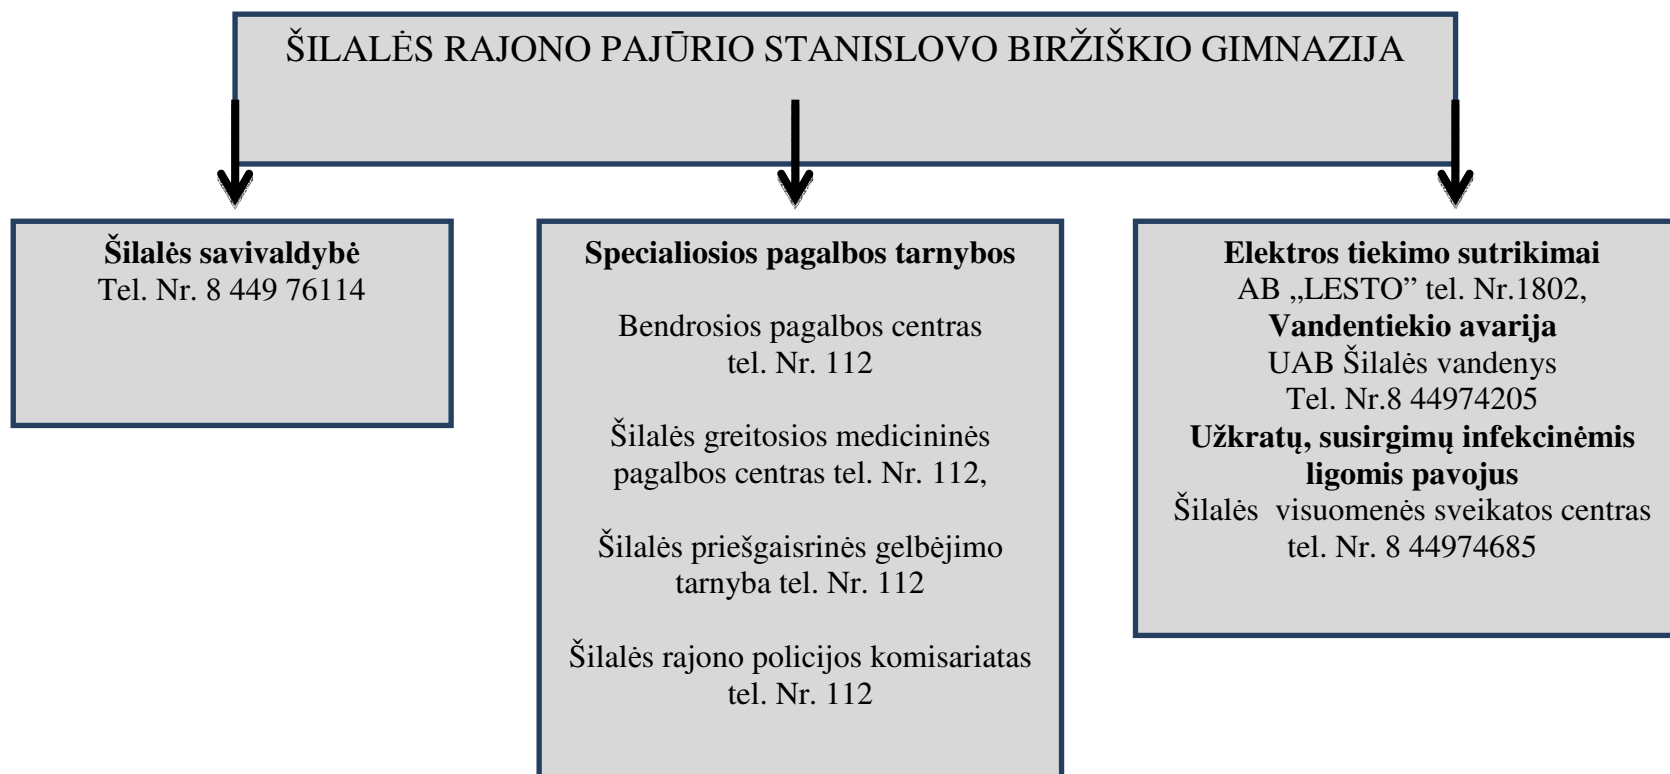 ŠILALĖS RAJONO PAJŪRIO STANISLOVO BIRŽIŠKIO GIMNAZIJA
Šilalės savivaldybė
Tel. Nr. 8 449 76114
Specialiosios pagalbos tarnybos
Bendrosios pagalbos centras
tel. Nr. 112
Šilalės greitosios medicininės
pagalbos centras tel. Nr. 112,
Šilalės priešgaisrinės gelbėjimo
tarnyba tel. Nr. 112
Šilalės rajono policijos komisariatas
tel. Nr. 112
Elektros tiekimo sutrikimai
AB „LESTO” tel. Nr.1802,
Vandentiekio avarija
UAB Šilalės vandenys
Tel. Nr.8 44974205
Užkratų, susirgimų infekcinėmis
ligomis pavojus
Šilalės  visuomenės sveikatos centras
tel. Nr. 8 44974685